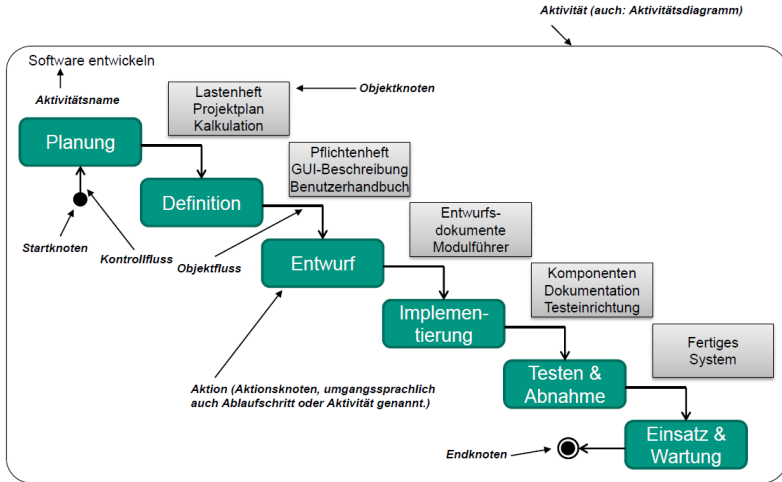 Aktivität (auch: Aktivitätsdiagramm)
Software entwickeln
Aktivitätsname
Lastenheft
Projektplan
Kalkulation
Objektknoten
Planung
Pflichtenheft
GUI-Beschreibung
Benutzerhandbuch
Definition
Startknoten
Kontrollfluss
Objektfluss
Entwurfs-
dokumente
Modulführer
Entwurf
Komponenten
Dokumentation
Testeinrichtung
Implemen-
tierung
Fertiges
System
Aktion (Aktionsknoten, umgangssprachlich
auch Ablaufschritt oder Aktivität genannt.)
Testen &
Abnahme
Einsatz &
Wartung
Endknoten